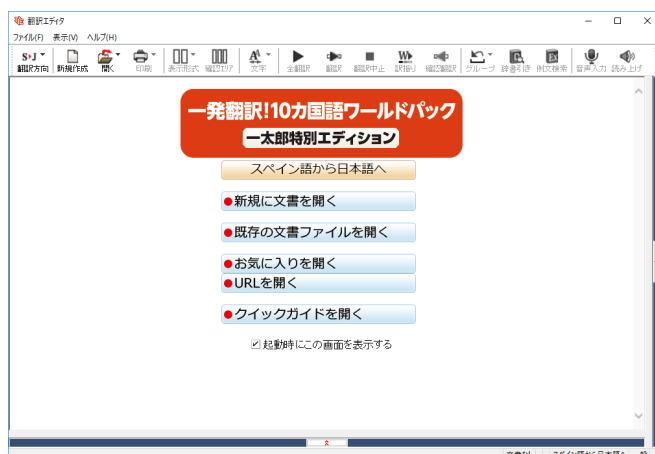 翻訳エディタ
ファイル(F) 表示(V) ヘルプ(H)
S▸J
翻訳方向 新規作成 開く 印刷 表示形式 確認エリア 文字 全翻訳 翻訳 翻訳中止 訳振り 確認翻訳 グループ 辞書引き 例文検索 音声入力 読み上げ
一発翻訳!10カ国語ワールドパック
一太郎特別エディション
スペイン語から日本語へ
●新規に文書を開く
●既存の文書ファイルを開く
●お気に入りを開く
●URLを開く
●クイックガイドを開く
起動時にこの画面を表示する